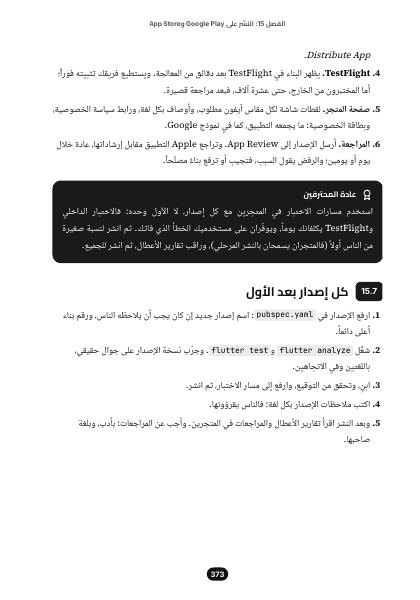 الفصل 15: النشر على Google Play وApp Store
Distribute App.
4. TestFlight. يظهر البناء في TestFlight بعد دقائق من المعالجة. ويستطيع فريقك تثبيته فوراً؛
أما المختبرون من الخارج، حتى عشرة آلاف، فبعد مراجعة قصيرة.
5. صفحة المتجر. لقطات شاشة لكل مقاس آيفون مطلوب، وأوصاف بكل لغة، ورابط سياسة الخصوصية،
وبطاقة الخصوصية: ما يجمعه التطبيق، كما في نموذج Google.
6. المراجعة. أرسل الإصدار إلى App Review. وتراجع Apple التطبيق مقابل إرشاداتها، عادة خلال
يوم أو يومين؛ والرفض يقول السبب، فتجيب أو ترفع بناءً مصلَحاً.
عادة المحترفين
استخدم مسارات الاختبار في المتجرين مع كل إصدار، لا الأول وحده: فالاختبار الداخلي
وTestFlight يكلفانك يوماً، ويوفّران على مستخدميك الخطأ الذي فاتك. ثم انشر لنسبة صغيرة
من الناس أولاً (فالمتجران يسمحان بالنشر المرحلي)، وراقب تقارير الأعطال، ثم انشر للجميع.
15.7 كل إصدار بعد الأول
1. ارفع الإصدار في pubspec.yaml: اسم إصدار جديد إن كان يجب أن يلاحظه الناس، ورقم بناء
أعلى دائماً.
2. شغّل flutter analyze وflutter test. وجرّب نسخة الإصدار على جوال حقيقي،
باللغتين وفي الاتجاهين.
3. ابنِ، وتحقق من التوقيع، وارفع إلى مسار الاختبار، ثم انشر.
4. اكتب ملاحظات الإصدار بكل لغة: فالناس يقرؤونها.
5. وبعد النشر اقرأ تقارير الأعطال والمراجعات في المتجرين. وأجب عن المراجعات: بأدب، وبلغة
صاحبها.
373